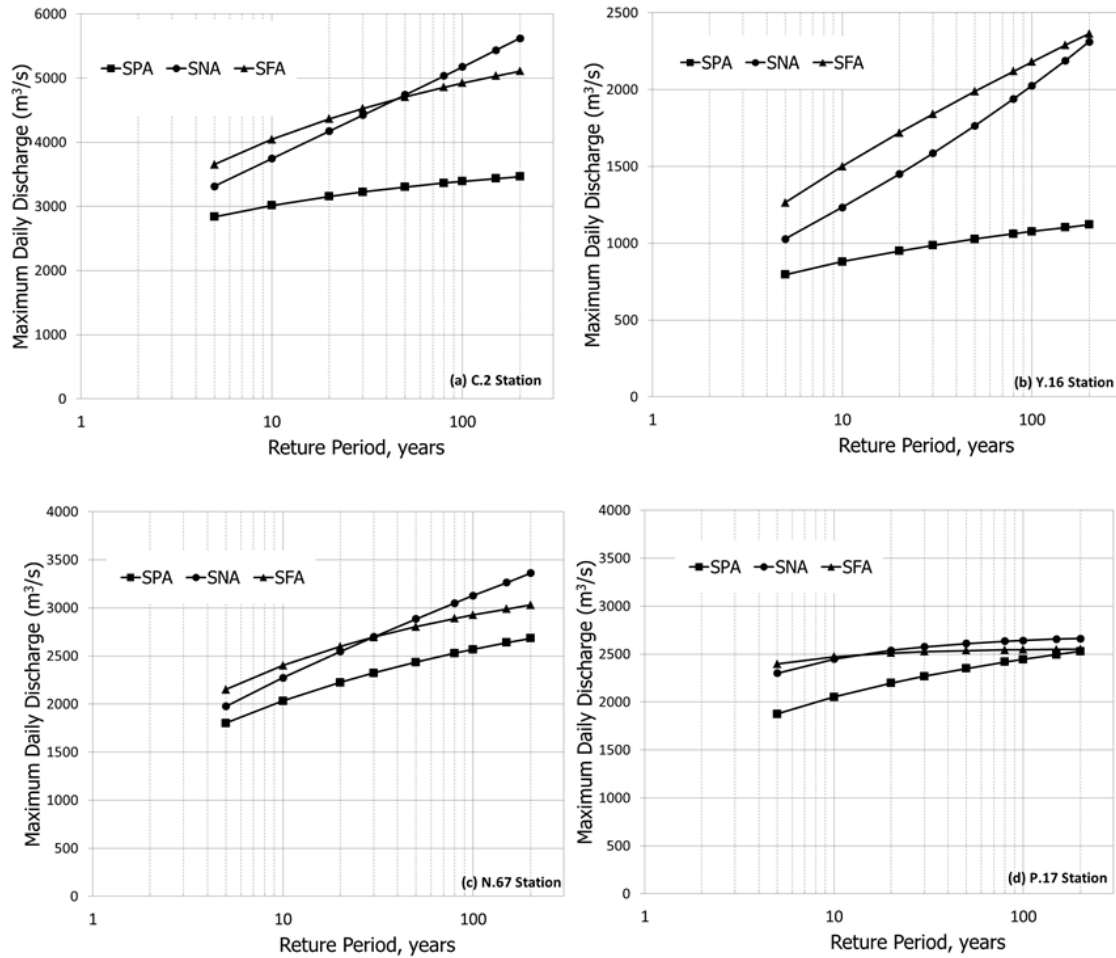 6000
5000
4000
3000
2000
1000
0
Maximum Daily Discharge (m³/s)
SPA SNA SFA
(a) C.2 Station
1 10 100
Reture Period, years
2500
2000
1500
1000
500
0
Maximum Daily Discharge (m³/s)
SPA SNA SFA
(b) Y.16 Station
1 10 100
Reture Period, years
4000
3500
3000
2500
2000
1500
1000
500
0
Maximum Daily Discharge (m³/s)
SPA SNA SFA
(c) N.67 Station
1 10 100
Reture Period, years
4000
3500
3000
2500
2000
1500
1000
500
0
Maximum Daily Discharge (m³/s)
SPA SNA SFA
(d) P.17 Station
1 10 100
Reture Period, years